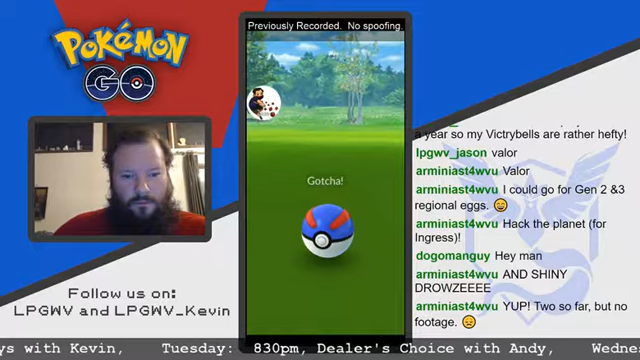 POKéMON
GO
Previously Recorded. No spoofing.
Gotcha!
a year so my Victrybells are rather hefty!
lpgwv_jason valor
arminiast4wvu Valor
arminiast4wvu I could go for Gen 2 &3
regional eggs.
arminiast4wvu Hack the planet (for
Ingress)!
dogomanguy Hey man
arminiast4wvu AND SHINY
DROWZEEEE
arminiast4wvu YUP! Two so far, but no
footage.
Follow us on:
LPGWV and LPGWV_Kevin
ys with Kevin, Tuesday: 830pm, Dealer's Choice with Andy, Wedne